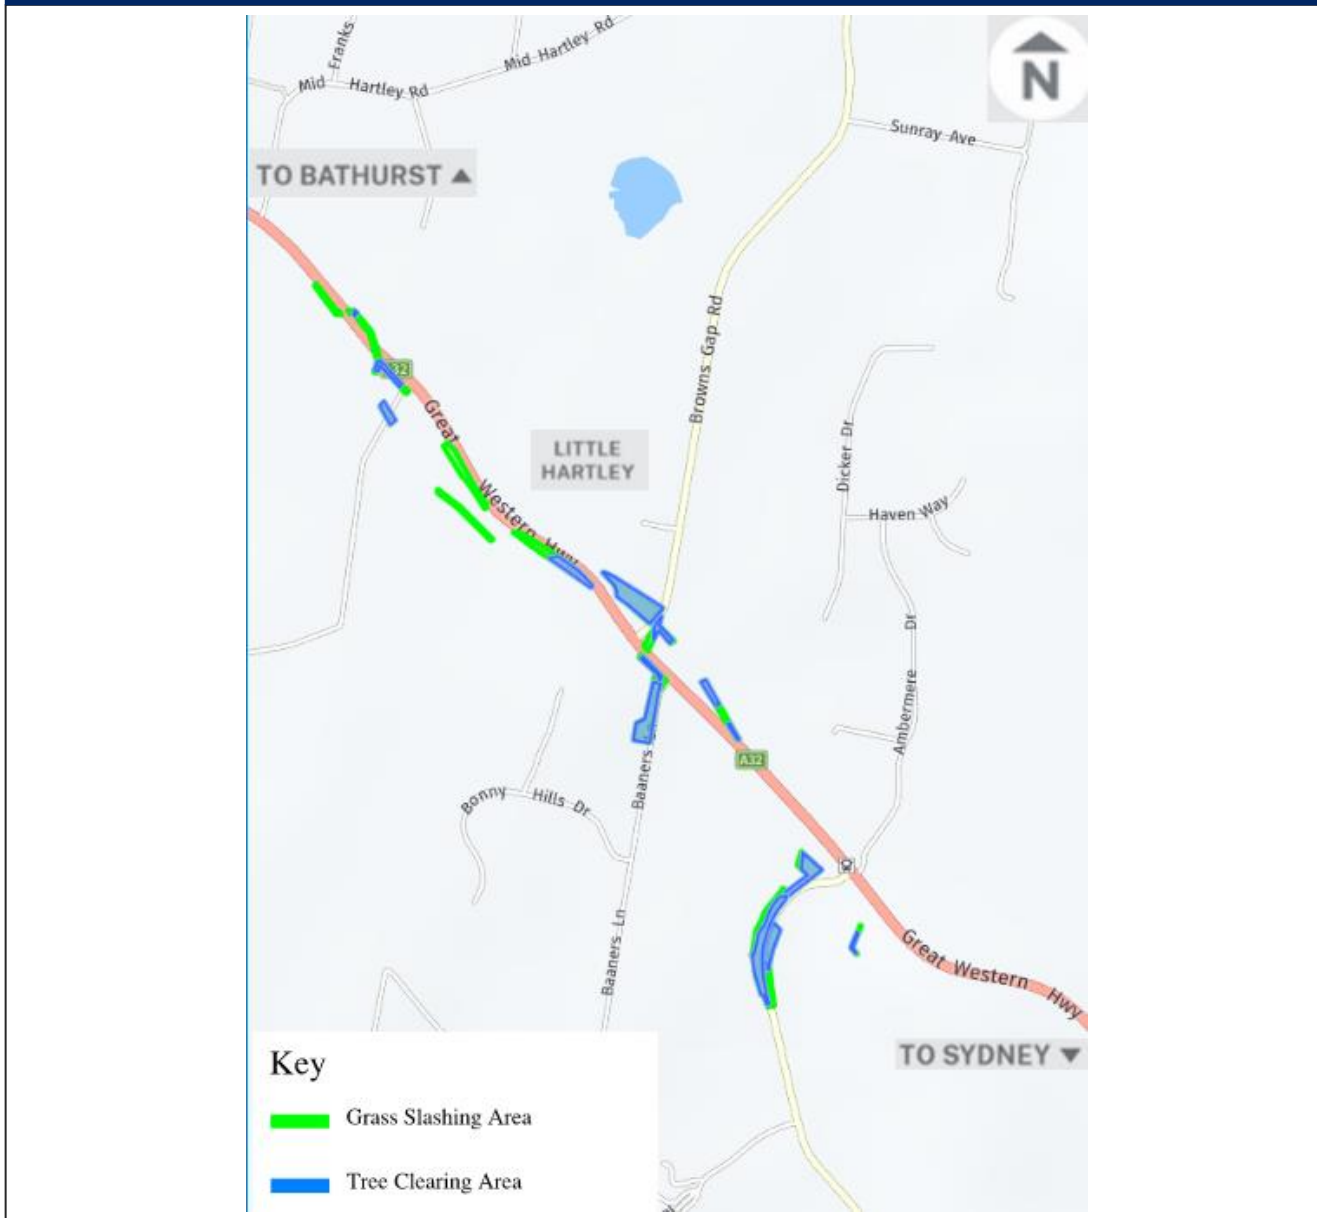 Franks
Mid Hartley Rd
Mid Hartley Rd
N
Sunray Ave
TO BATHURST ▲
Browns Gap Rd
32
Great Western Hwy
LITTLE
HARTLEY
Dicker Dr
Haven Way
Ambermere Dr
A32
Baaners
Bonny Hills Dr
Baaners Ln
Great Western Hwy
TO SYDNEY ▼
Key
Grass Slashing Area
Tree Clearing Area